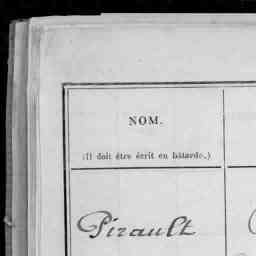 NOM.
(Il doit être écrit en bâtarde.)
Pirault